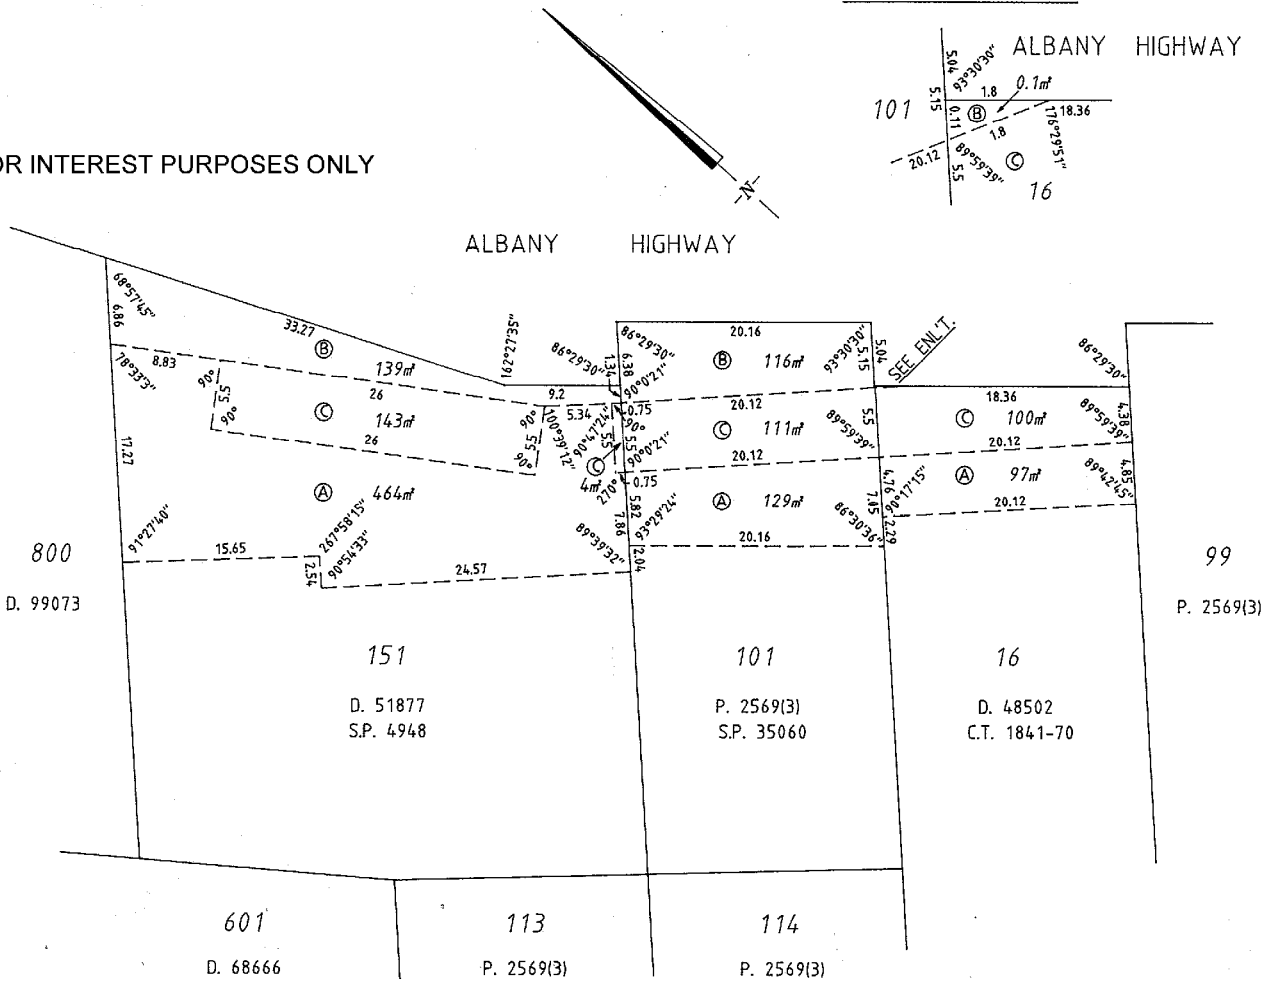 ALBANY HIGHWAY
5.04
93°30'30"
5.15
1.8
0.1m²
101
0.11
B
18.36
1.8
176°29'51"
20.12
89°59'39"
C
5.5
16
OR INTEREST PURPOSES ONLY
-N-
ALBANY HIGHWAY
68°57'45"
6.86
33.27
162°27'35"
86°29'30"
20.16
93°30'30"
5.04
SEE ENL'T.
86°29'30"
B
139m²
86°29'30"
1.34
6.38
B
116m²
5.15
8.83
78°33'3"
90°
5.5
26
9.2
90°0'21"
18.36
90°
C
143m²
90°
5.34
0.75
20.12
C
100m²
89°59'39"
4.38
26
100°39'12"
90°47'24"
5.5
90°
C
111m²
89°59'39"
5.5
17.27
5.5
90°
C
5.5
90°0'21"
20.12
20.12
4m²
270°
0.75
4.76
90°17'15"
A
97m²
4.85
89°42'45"
A
464m²
5.82
93°29'24"
A
129m²
7.05
20.12
267°58'15"
7.86
86°30'36"
2.29
91°27'40"
15.65
90°54'33"
89°39'32"
20.16
800
2.54
24.57
2.04
99
D. 99073
P. 2569(3)
151
101
16
D. 51877
P. 2569(3)
D. 48502
S.P. 4948
S.P. 35060
C.T. 1841-70
601
113
114
D. 68666
P. 2569(3)
P. 2569(3)